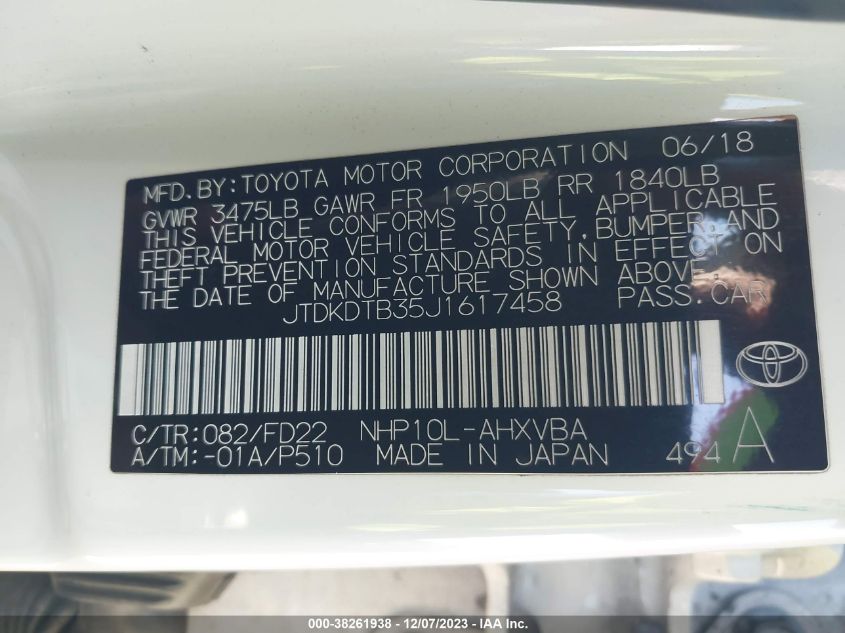 MFD. BY: TOYOTA MOTOR CORPORATION 06/18
GVWR 3475LB GAWR FR 1950LB RR 1840LB
THIS VEHICLE CONFORMS TO ALL APPLICABLE
FEDERAL MOTOR VEHICLE SAFETY, BUMPER, AND
THEFT PREVENTION STANDARDS IN EFFECT ON
THE DATE OF MANUFACTURE SHOWN ABOVE.
JTDKDTB35J1617458 PASS. CAR
C/TR: 082/FD22 NHP10L-AHXVBA
A/TM: -01A/P510 MADE IN JAPAN 494 A
000-38261938 - 12/07/2023 - IAA Inc.